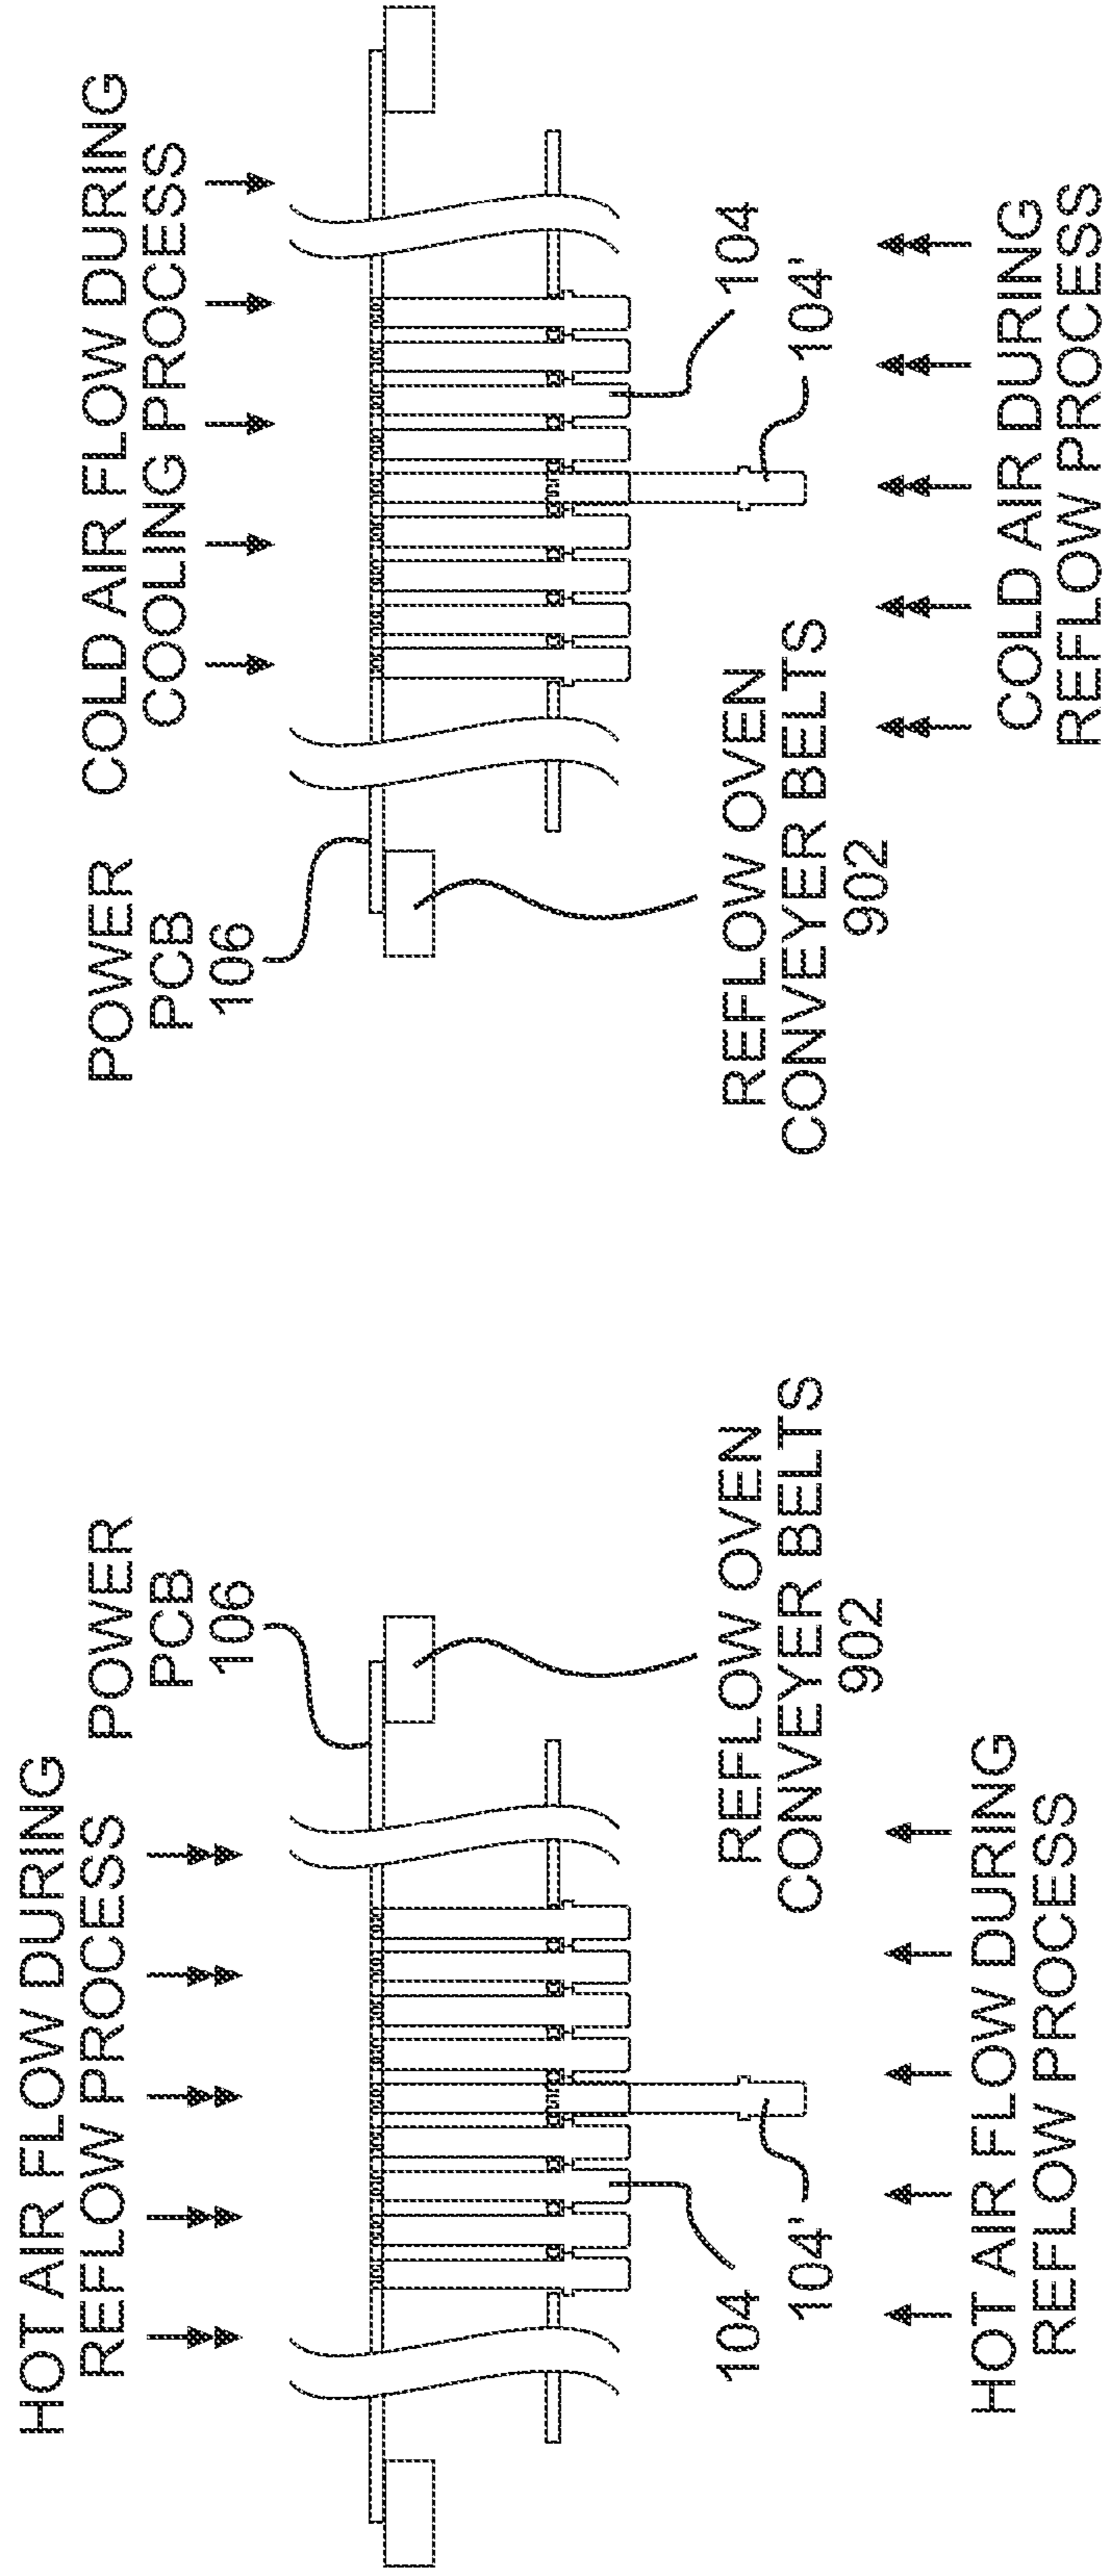 HOT AIR FLOW DURING
REFLOW PROCESS
POWER
PCB
106
104
104'
REFLOW OVEN
CONVEYER BELTS
902
HOT AIR FLOW DURING
REFLOW PROCESS
POWER
PCB
106
COLD AIR FLOW DURING
COOLING PROCESS
REFLOW OVEN
CONVEYER BELTS
902
104
104'
COLD AIR DURING
REFLOW PROCESS